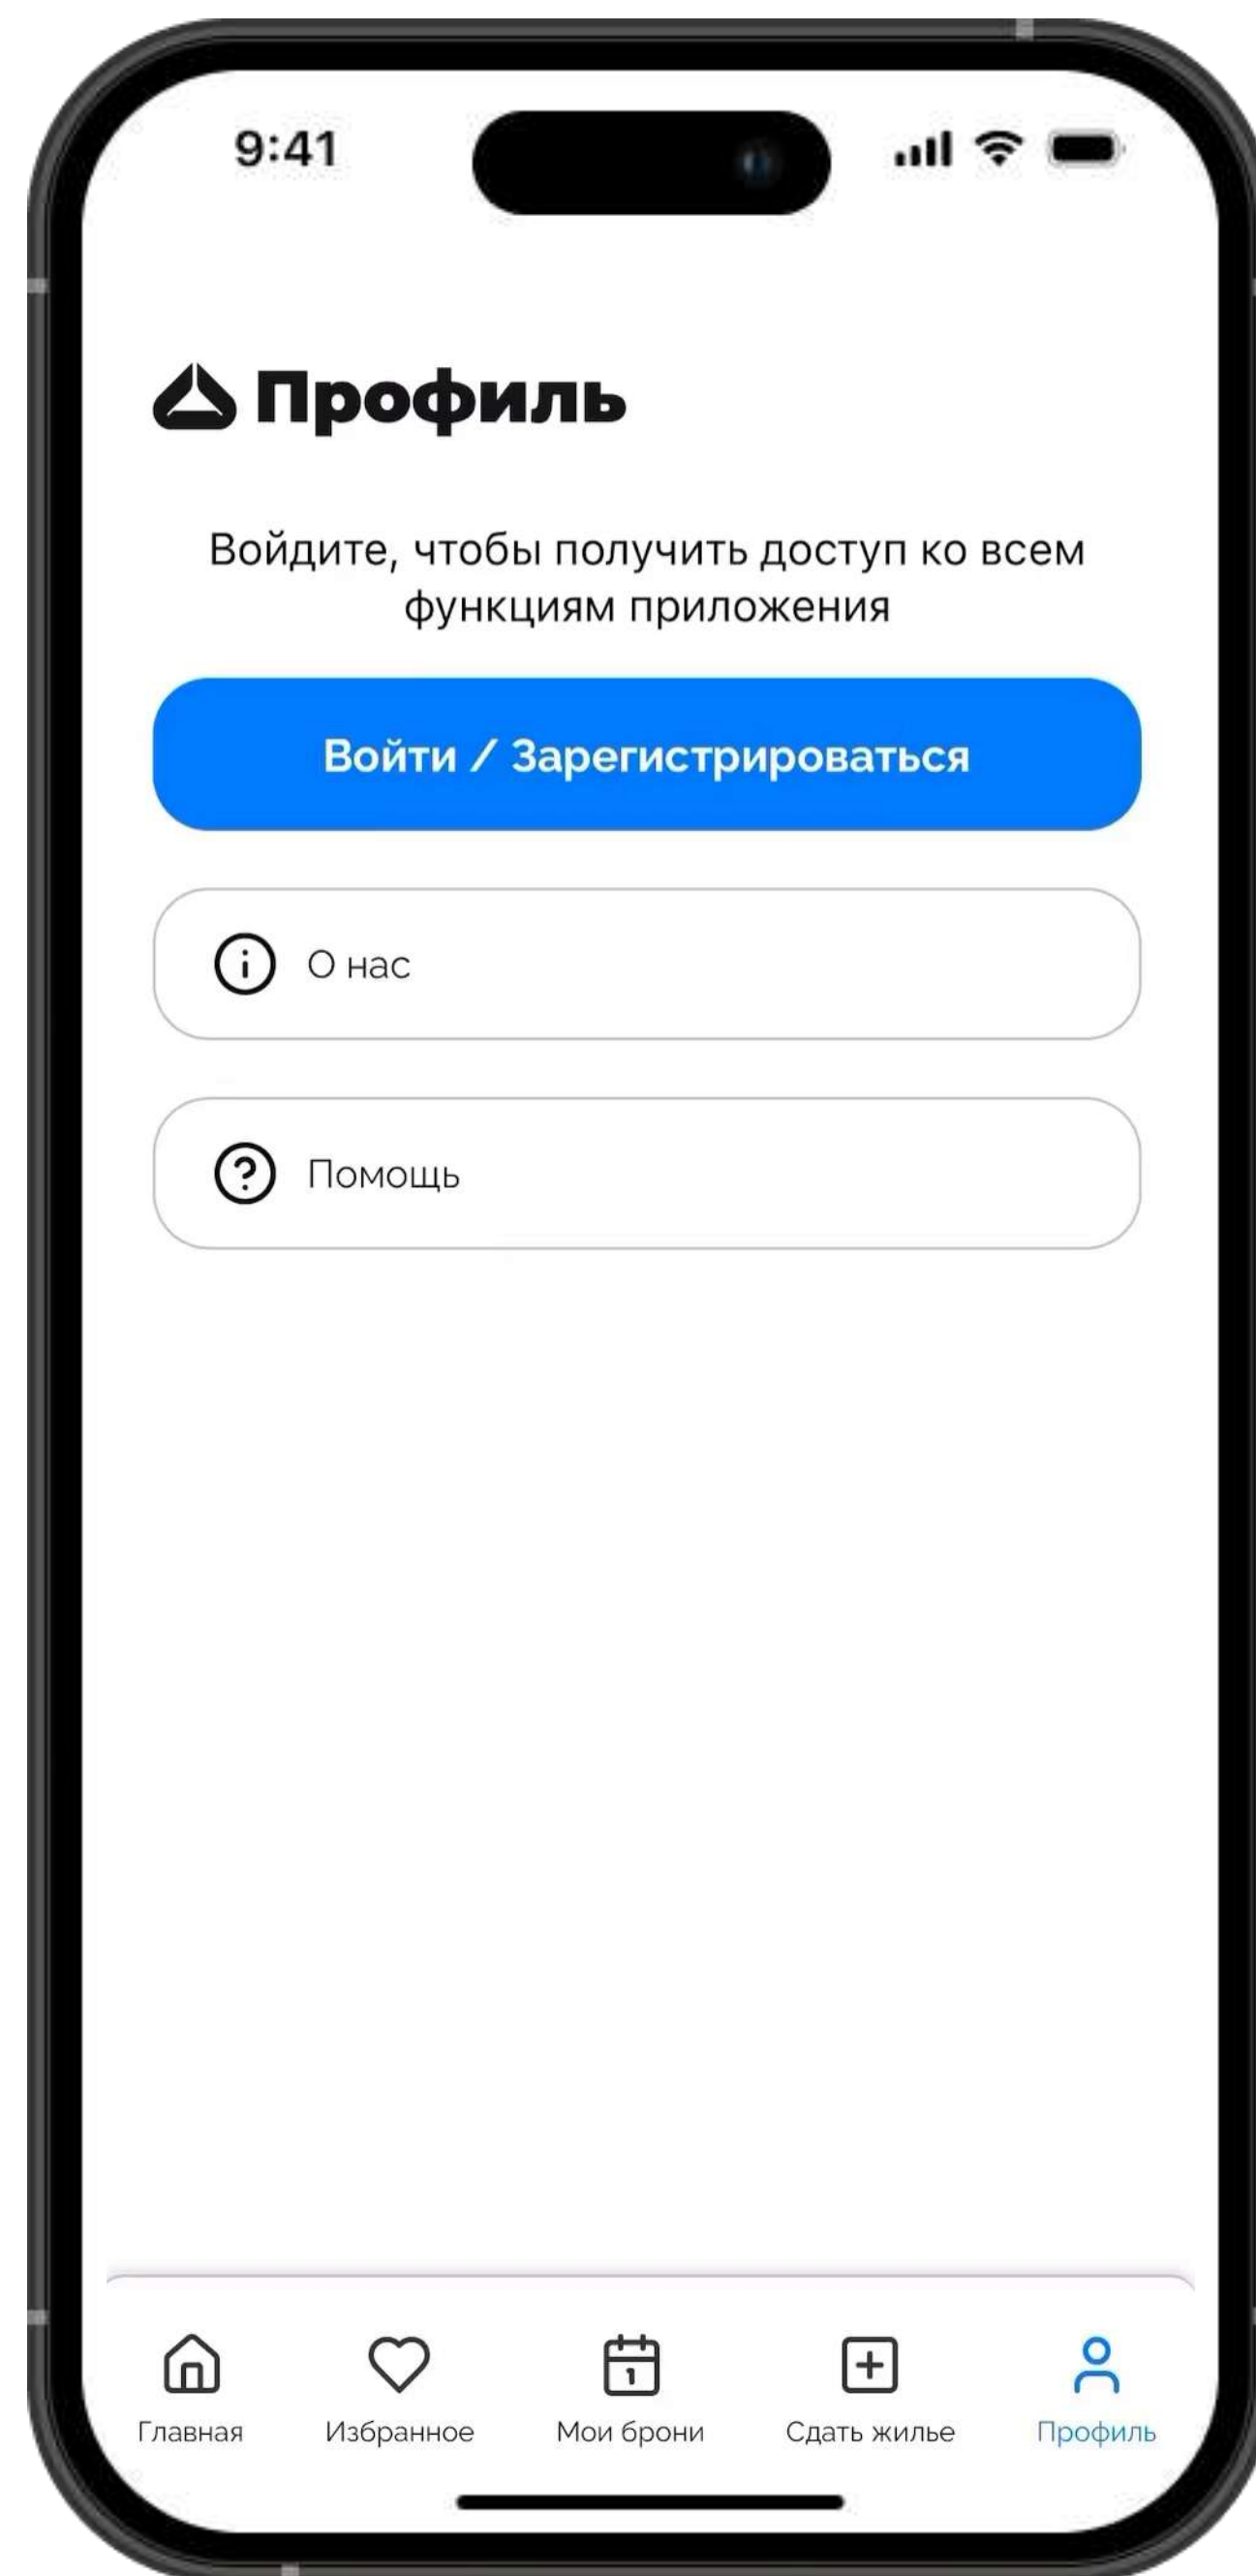 9:41
Профиль
Войдите, чтобы получить доступ ко всем
функциям приложения
Войти / Зарегистрироваться
О нас
Помощь
1
Главная Избранное Мои брони Сдать жилье Профиль